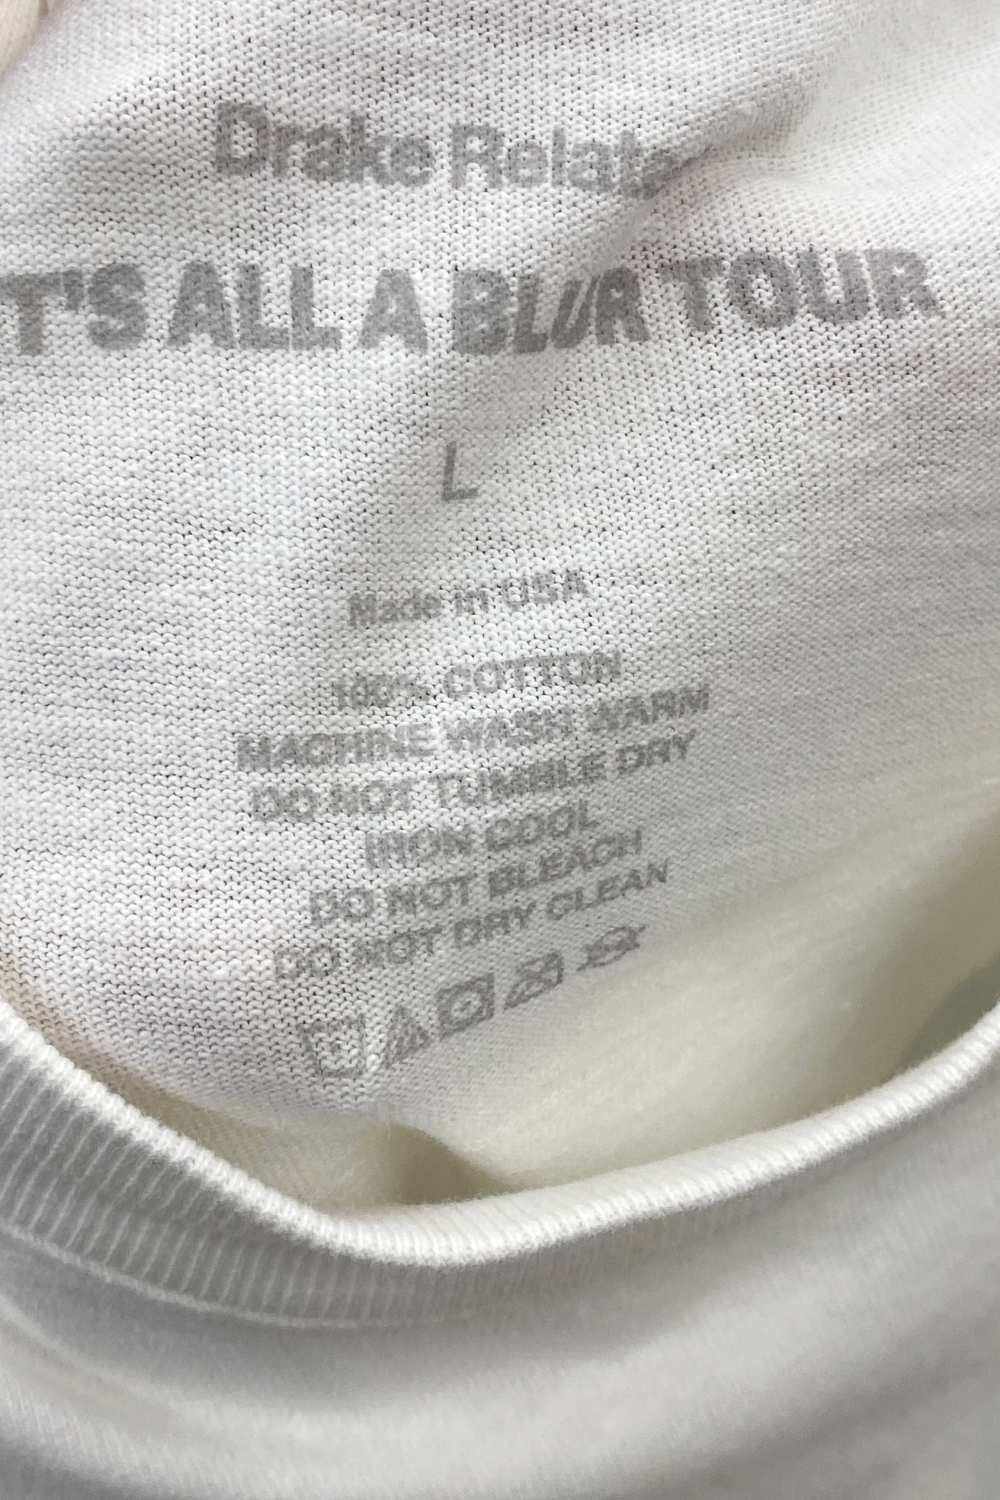 Drake Relate
T'S ALL A BLUR TOUR
L
Made in USA
100% COTTON
MACHINE WASH WARM
DO NOT TUMBLE DRY
IRON COOL
DO NOT BLEACH
DO NOT DRY CLEAN